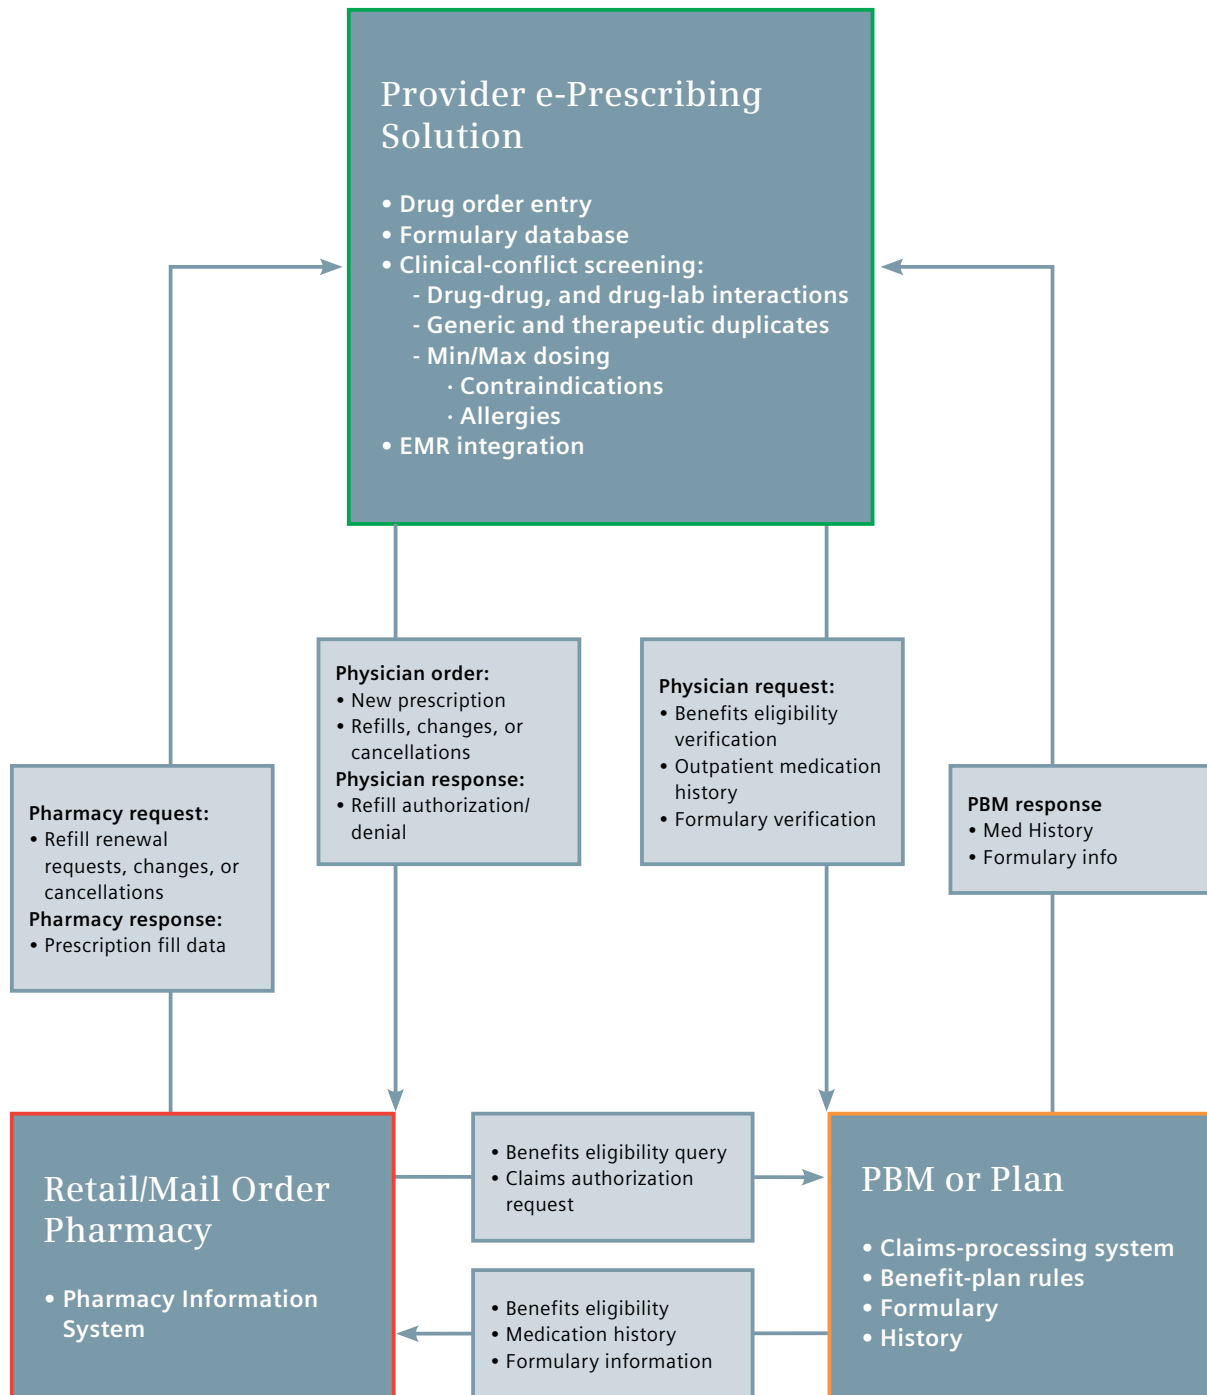 Provider e-Prescribing
Solution
• Drug order entry
• Formulary database
• Clinical-conflict screening:
- Drug-drug, and drug-lab interactions
- Generic and therapeutic duplicates
- Min/Max dosing
· Contraindications
· Allergies
• EMR integration
Physician order:
• New prescription
• Refills, changes, or
cancellations
Physician response:
• Refill authorization/
denial
Physician request:
• Benefits eligibility
verification
• Outpatient medication
history
• Formulary verification
Pharmacy request:
• Refill renewal
requests, changes, or
cancellations
Pharmacy response:
• Prescription fill data
PBM response
• Med History
• Formulary info
Retail/Mail Order
Pharmacy
• Pharmacy Information
System
• Benefits eligibility query
• Claims authorization
request
• Benefits eligibility
• Medication history
• Formulary information
PBM or Plan
• Claims-processing system
• Benefit-plan rules
• Formulary
• History